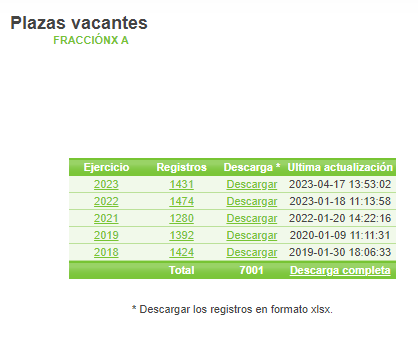 Plazas vacantes
FRACCIÓNX A
Ejercicio Registros Descarga * Ultima actualización
2023 1431 Descargar 2023-04-17 13:53:02
2022 1474 Descargar 2023-01-18 11:13:58
2021 1280 Descargar 2022-01-20 14:22:16
2019 1392 Descargar 2020-01-09 11:11:31
2018 1424 Descargar 2019-01-30 18:06:33
Total 7001 Descarga completa
* Descargar los registros en formato xlsx.